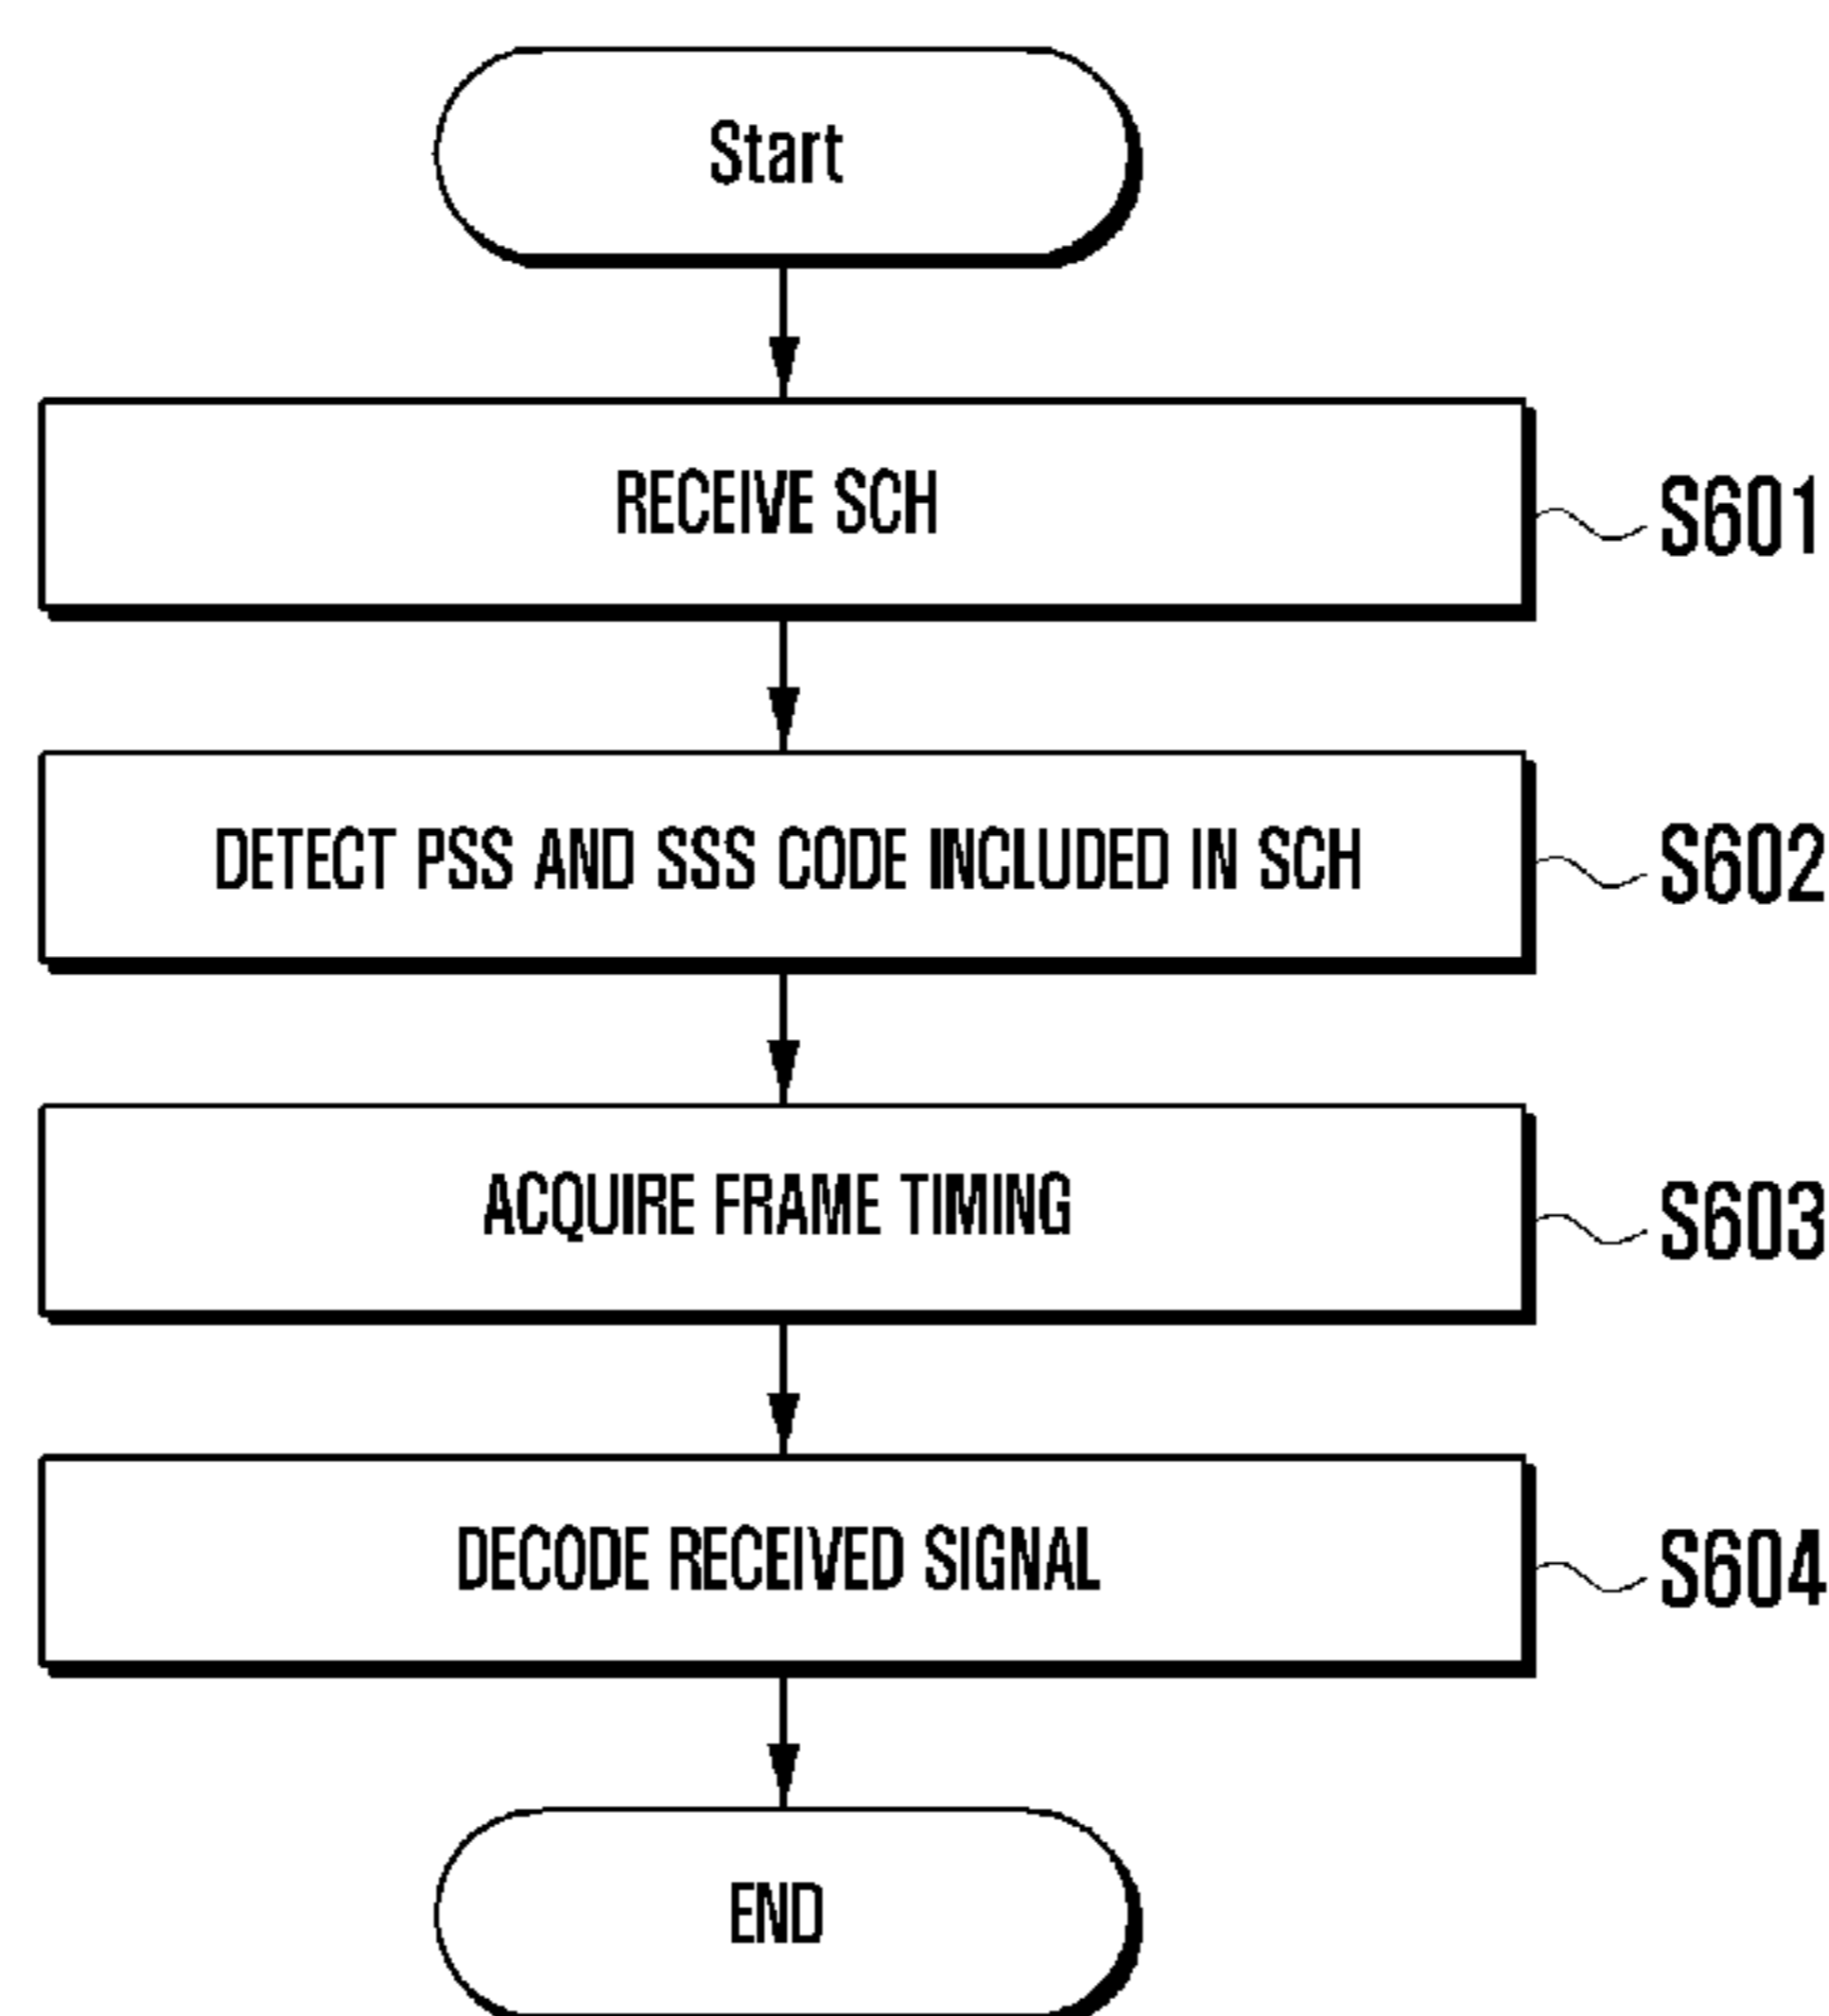 Start
RECEIVE SCH
S601
DETECT PSS AND SSS CODE INCLUDED IN SCH
S602
ACQUIRE FRAME TIMING
S603
DECODE RECEIVED SIGNAL
S604
END